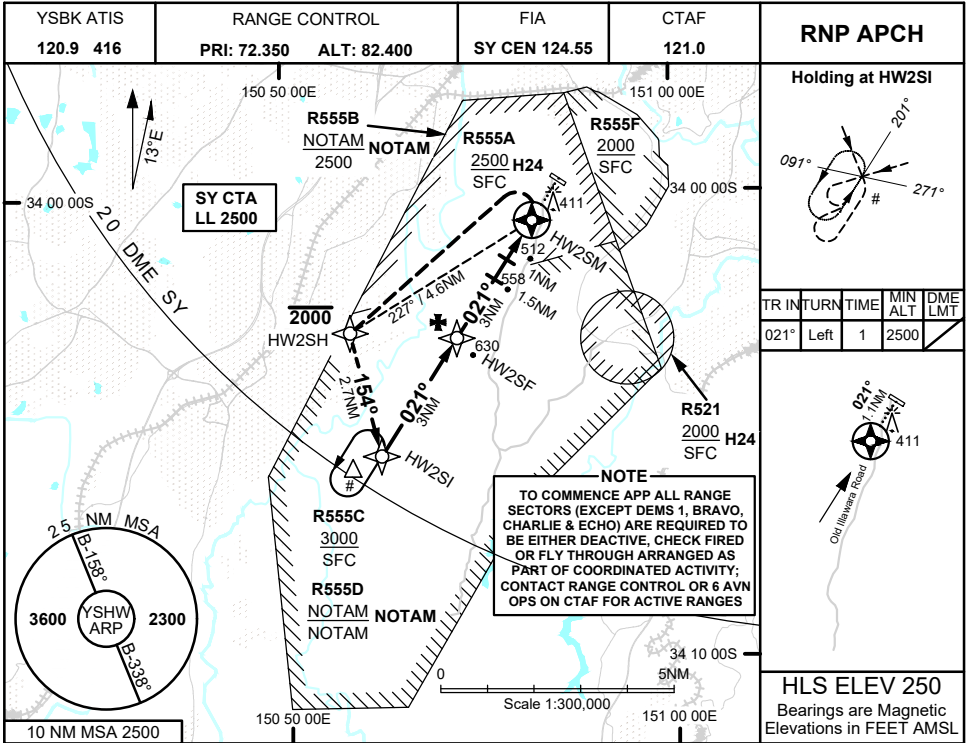 YSBK ATIS
120.9 416
RANGE CONTROL
PRI: 72.350 ALT: 82.400
FIA
SY CEN 124.55
CTAF
121.0
RNP APCH
150 50 00E
151 00 00E
13°E
R555B
NOTAM
2500
NOTAM
R555A
2500
SFC
H24
R555F
2000
SFC
34 00 00S
34 00 00S
SY CTA
LL 2500
20 DME SY
411
512
HW2SM
558
1NM
1.5NM
227° / 4.6NM
021°
3NM
2000
HW2SH
630
HW2SF
154°
2.7NM
021°
3NM
HW2SI
#
R521
2000
SFC
H24
R555C
3000
SFC
R555D
NOTAM
NOTAM
NOTAM
NOTE
TO COMMENCE APP ALL RANGE
SECTORS (EXCEPT DEMS 1, BRAVO,
CHARLIE & ECHO) ARE REQUIRED TO
BE EITHER DEACTIVE, CHECK FIRED
OR FLY THROUGH ARRANGED AS
PART OF COORDINATED ACTIVITY;
CONTACT RANGE CONTROL OR 6 AVN
OPS ON CTAF FOR ACTIVE RANGES
25 NM MSA
B-158°
3600
YSHW
ARP
2300
B-338°
10 NM MSA 2500
34 10 00S
0
5NM
Scale 1:300,000
150 50 00E
151 00 00E
Holding at HW2SI
201°
091°
271°
#
TR IN TURN TIME MIN ALT DME LMT
021° Left 1 2500
021°
1.1NM
411
Old Illawara Road
HLS ELEV 250
Bearings are Magnetic
Elevations in FEET AMSL